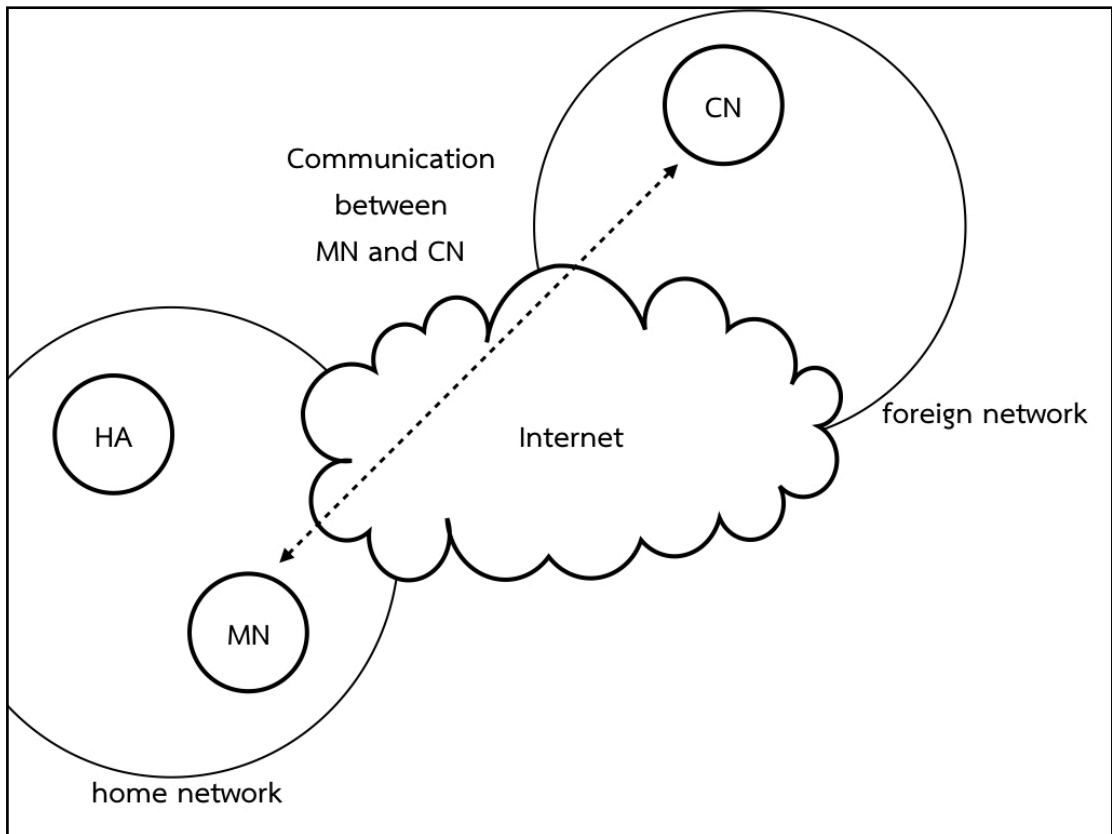 CN
Communication
between
MN and CN
foreign network
HA
Internet
MN
home network